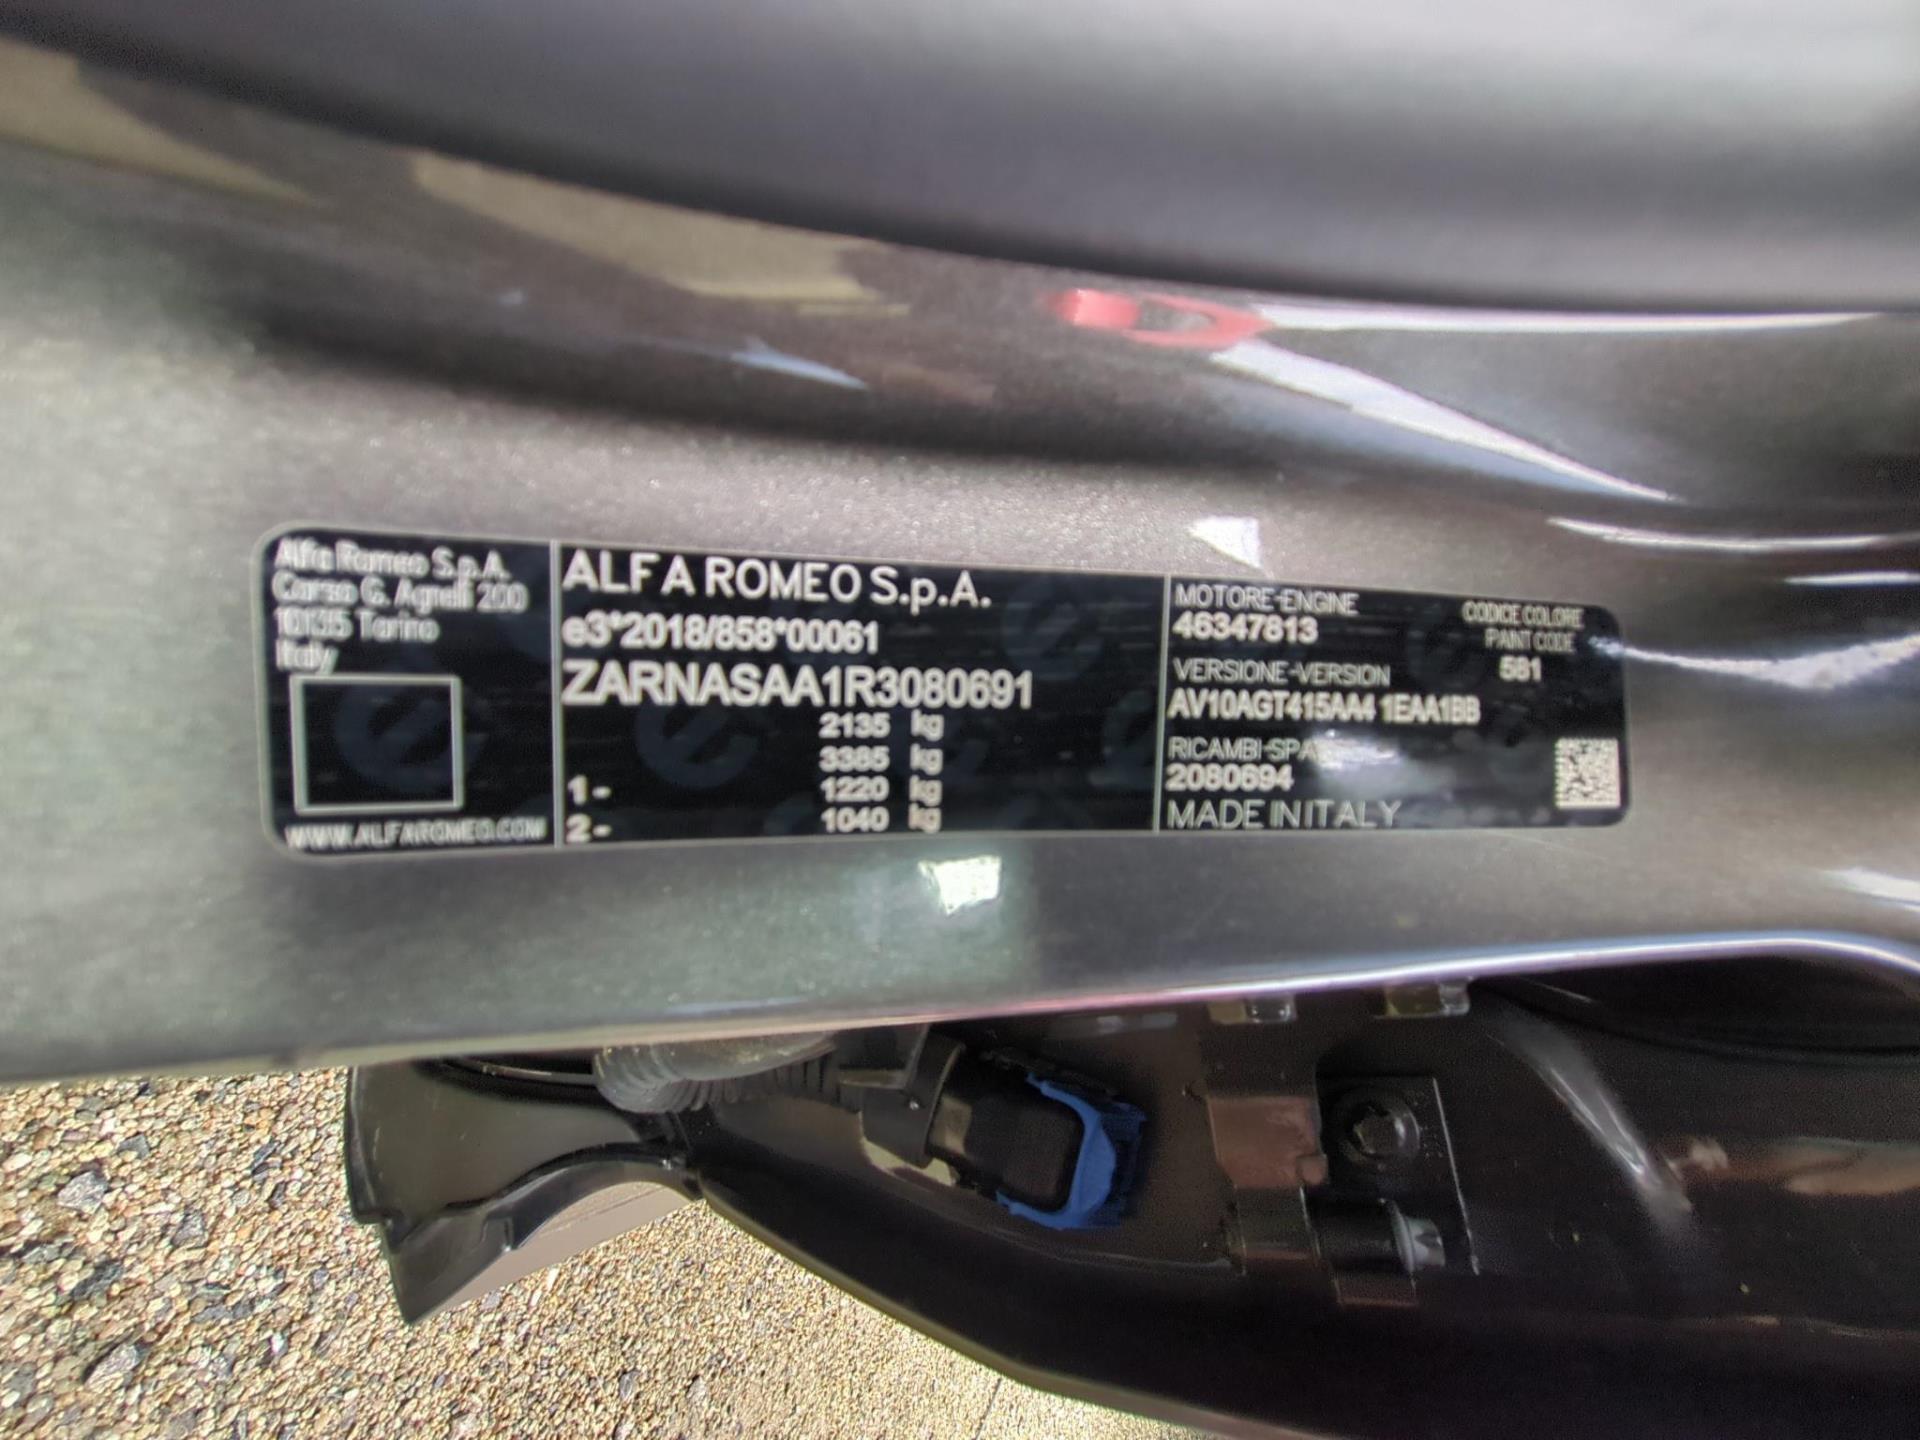 Alfa Romeo S.p.A.
Corso G. Agnelli 200
10135 Torino
Italy
WWW.ALFAROMEO.COM
ALFA ROMEO S.p.A.
e3*2018/858*00061
ZARNASAA1R3080691
2135 kg
3385 kg
1 - 1220 kg
2 - 1040 kg
MOTORE-ENGINE
46347813
VERSIONE-VERSION
AV10AGT415AA4 1EAA1BB
RICAMBI-SPA
2080694
MADE IN ITALY
CODICE COLORE
PAINT CODE
581